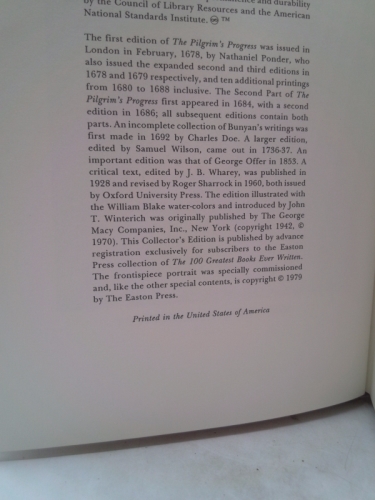 and durability
by the Council of Library Resources and the American
National Standards Institute. ♾ ™
The first edition of The Pilgrim's Progress was issued in
London in February, 1678, by Nathaniel Ponder, who
also issued the expanded second and third editions in
1678 and 1679 respectively, and ten additional printings
from 1680 to 1688 inclusive. The Second Part of The
Pilgrim's Progress first appeared in 1684, with a second
edition in 1686; all subsequent editions contain both
parts. An incomplete collection of Bunyan's writings was
first made in 1692 by Charles Doe. A larger edition,
edited by Samuel Wilson, came out in 1736-37. An
important edition was that of George Offer in 1853. A
critical text, edited by J. B. Wharey, was published in
1928 and revised by Roger Sharrock in 1960, both issued
by Oxford University Press. The edition illustrated with
the William Blake water-colors and introduced by John
T. Winterich was originally published by The George
Macy Companies, Inc., New York (copyright 1942, ©
1970). This Collector's Edition is published by advance
registration exclusively for subscribers to the Easton
Press collection of The 100 Greatest Books Ever Written.
The frontispiece portrait was specially commissioned
and, like the other special contents, is copyright © 1979
by The Easton Press.
Printed in the United States of America